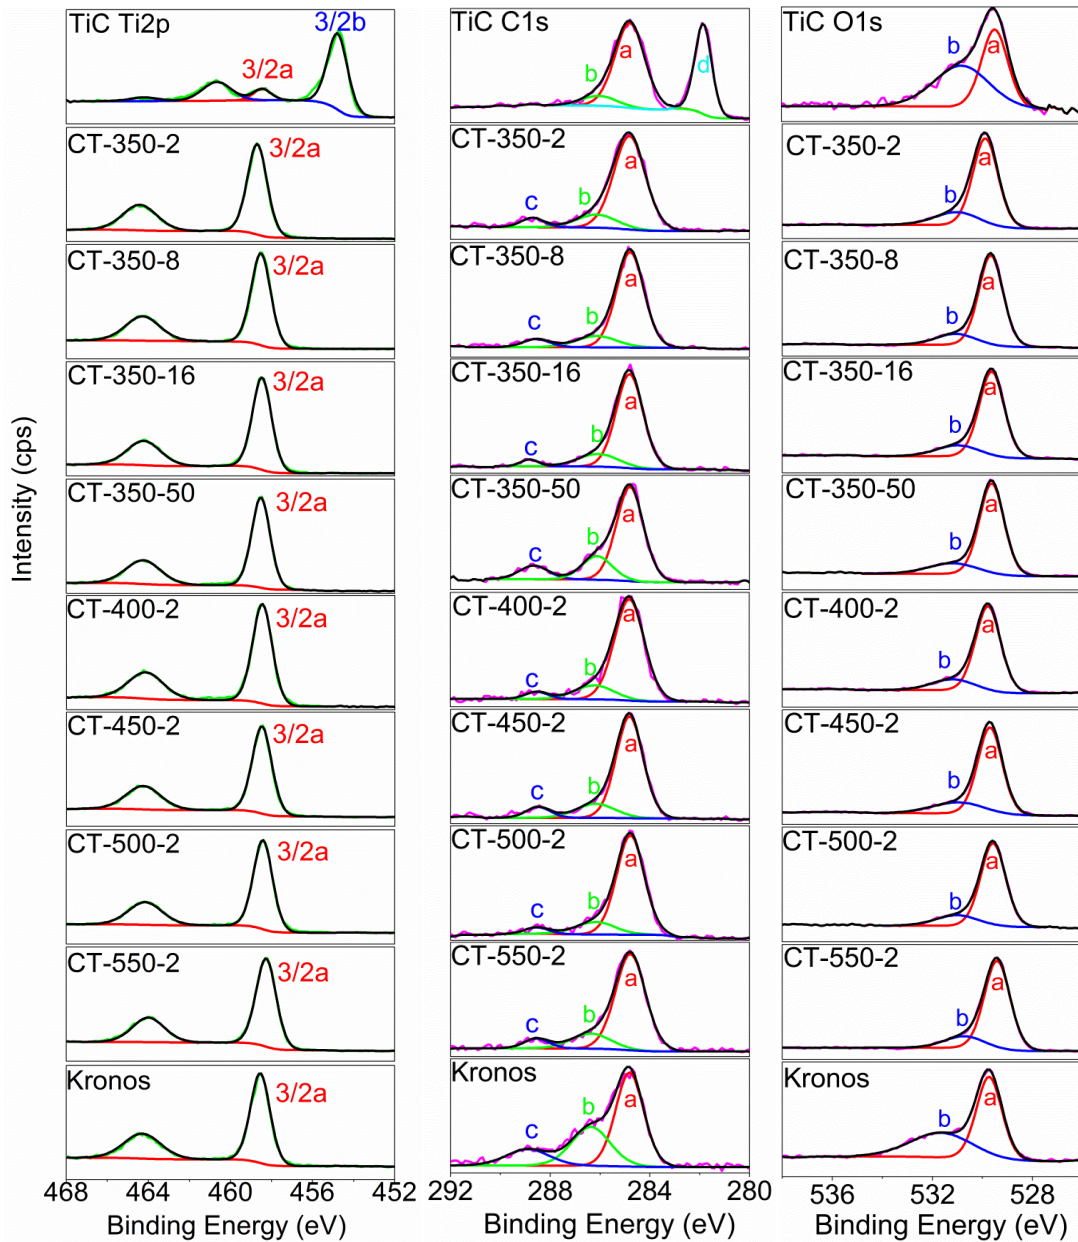 Intensity (cps)
TiC Ti2p
3/2b
3/2a
CT-350-2
3/2a
CT-350-8
3/2a
CT-350-16
3/2a
CT-350-50
3/2a
CT-400-2
3/2a
CT-450-2
3/2a
CT-500-2
3/2a
CT-550-2
3/2a
Kronos
3/2a
468 464 460 456 452
Binding Energy (eV)
TiC C1s
b a d
CT-350-2
c b a
CT-350-8
c b a
CT-350-16
c b a
CT-350-50
c b a
CT-400-2
c b a
CT-450-2
c b a
CT-500-2
c b a
CT-550-2
c b a
Kronos
c b a
292 288 284 280
Binding Energy (eV)
TiC O1s
b a
CT-350-2
b a
CT-350-8
b a
CT-350-16
b a
CT-350-50
b a
CT-400-2
b a
CT-450-2
b a
CT-500-2
b a
CT-550-2
b a
Kronos
b a
536 532 528
Binding Energy (eV)